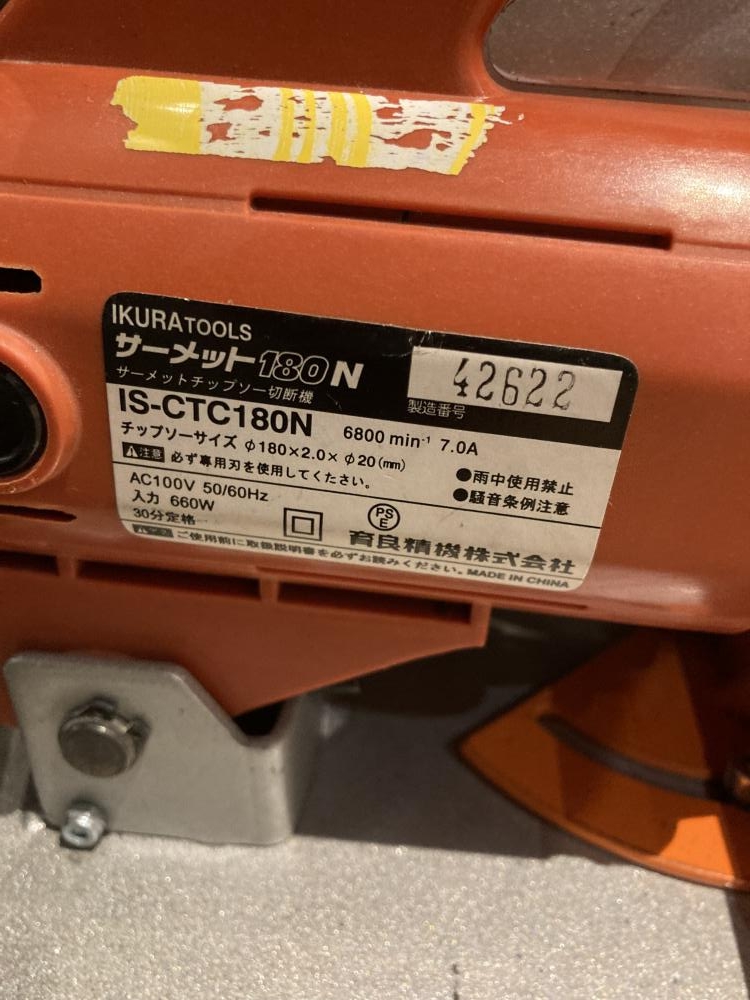 IKURATOOLS
サーメット180N
サーメットチップソー切断機
42622
製造番号
IS-CTC180N 6800 min⁻¹ 7.0A
チップソーサイズ φ180×2.0×φ20(mm)
注意 必ず専用刃を使用してください。
●雨中使用禁止
●騒音条例注意
AC100V 50/60Hz
入力 660W
30分定格
PS
E
育良精機株式会社
ご使用前に取扱説明書を必ずお読みください。MADE IN CHINA